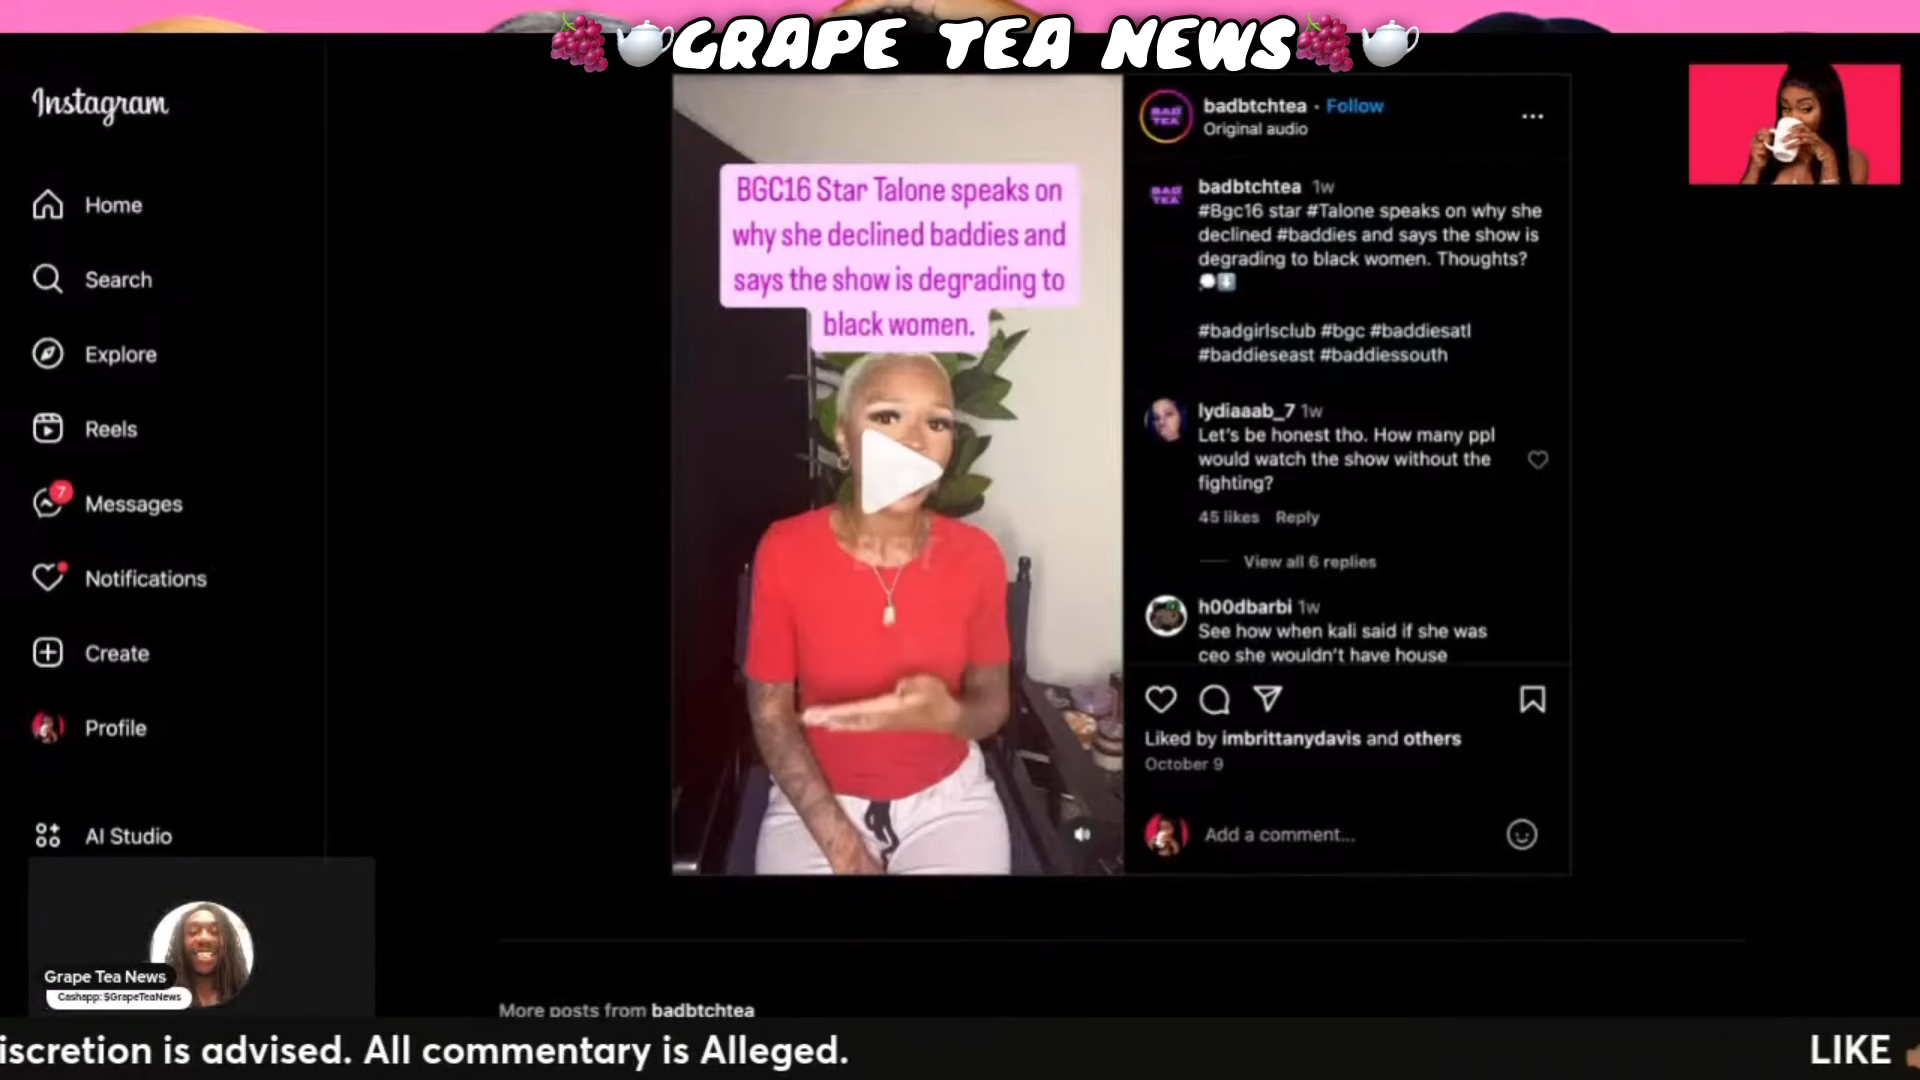 GRAPE TEA NEWS
Instagram
Home
Search
Explore
Reels
7
Messages
Notifications
Create
Profile
AI Studio
BGC16 Star Talone speaks on
why she declined baddies and
says the show is degrading to
black women.
BAD
TEA
badbtchtea · Follow
Original audio
badbtchtea 1w
#Bgc16 star #Talone speaks on why she
declined #baddies and says the show is
degrading to black women. Thoughts?
#badgirlsclub #bgc #baddiesatl
#baddieseast #baddiessouth
lydiaaab_7 1w
Let's be honest tho. How many ppl
would watch the show without the
fighting?
45 likes Reply
View all 6 replies
h00dbarbi 1w
See how when kali said if she was
ceo she wouldn't have house
Liked by imbrittanydavis and others
October 9
Add a comment...
Grape Tea News
Cashapp: $GrapeTeaNews
More posts from badbtchtea
iscretion is advised. All commentary is Alleged.
LIKE